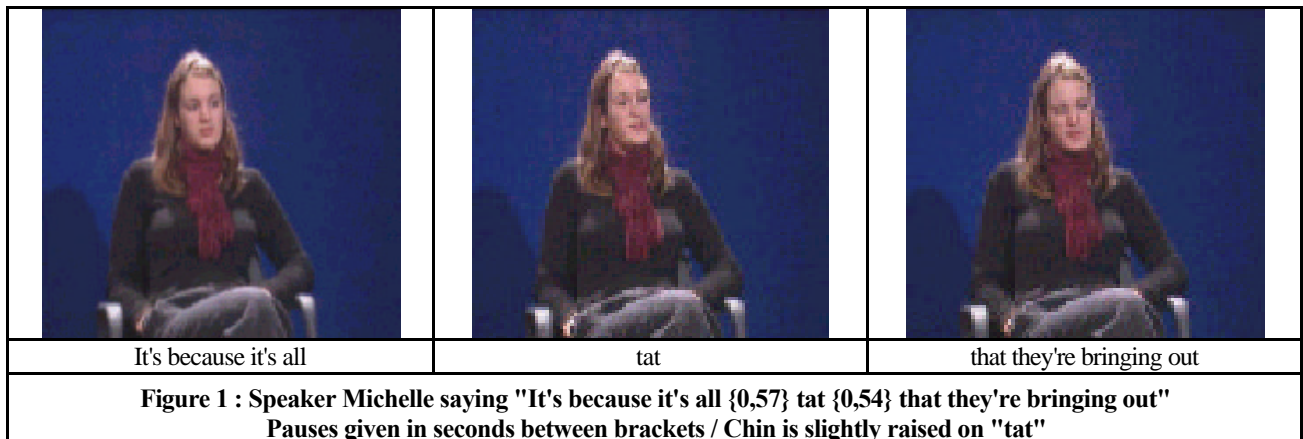 It's because it's all
tat
that they're bringing out
Figure 1 : Speaker Michelle saying "It's because it's all {0,57} tat {0,54} that they're bringing out"
Pauses given in seconds between brackets / Chin is slightly raised on "tat"